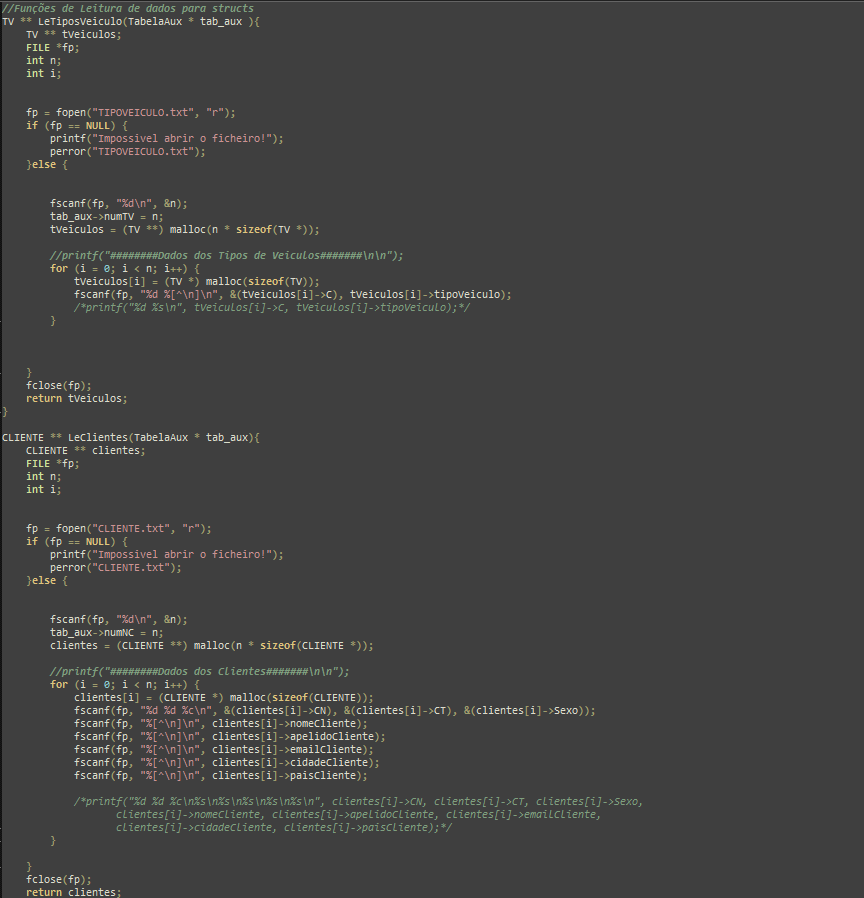 //Funções de Leitura de dados para structs
TV ** LeTiposVeiculo(TabelaAux * tab_aux ){
    TV ** tVeiculos;
    FILE *fp;
    int n;
    int i;
    fp = fopen("TIPOVEICULO.txt", "r");
    if (fp == NULL) {
        printf("Impossivel abrir o ficheiro!");
        perror("TIPOVEICULO.txt");
    }else {
        fscanf(fp, "%d\n", &n);
        tab_aux->numTV = n;
        tVeiculos = (TV **) malloc(n * sizeof(TV *));
        //printf("########Dados dos Tipos de Veiculos#######\n\n");
        for (i = 0; i < n; i++) {
            tVeiculos[i] = (TV *) malloc(sizeof(TV));
            fscanf(fp, "%d %[^\n]\n", &(tVeiculos[i]->C), tVeiculos[i]->tipoVeiculo);
            /*printf("%d %s\n", tVeiculos[i]->C, tVeiculos[i]->tipoVeiculo);*/
        }
    }
    fclose(fp);
    return tVeiculos;
}
CLIENTE ** LeClientes(TabelaAux * tab_aux){
    CLIENTE ** clientes;
    FILE *fp;
    int n;
    int i;
    fp = fopen("CLIENTE.txt", "r");
    if (fp == NULL) {
        printf("Impossivel abrir o ficheiro!");
        perror("CLIENTE.txt");
    }else {
        fscanf(fp, "%d\n", &n);
        tab_aux->numNC = n;
        clientes = (CLIENTE **) malloc(n * sizeof(CLIENTE *));
        //printf("########Dados dos Clientes#######\n\n");
        for (i = 0; i < n; i++) {
            clientes[i] = (CLIENTE *) malloc(sizeof(CLIENTE));
            fscanf(fp, "%d %d %c\n", &(clientes[i]->CN), &(clientes[i]->CT), &(clientes[i]->Sexo));
            fscanf(fp, "%[^\n]\n", clientes[i]->nomeCliente);
            fscanf(fp, "%[^\n]\n", clientes[i]->apelidoCliente);
            fscanf(fp, "%[^\n]\n", clientes[i]->emailCliente);
            fscanf(fp, "%[^\n]\n", clientes[i]->cidadeCliente);
            fscanf(fp, "%[^\n]\n", clientes[i]->paisCliente);
            /*printf("%d %d %c\n%s\n%s\n%s\n%s\n%s\n", clientes[i]->CN, clientes[i]->CT, clientes[i]->Sexo,
                   clientes[i]->nomeCliente, clientes[i]->apelidoCliente, clientes[i]->emailCliente,
                   clientes[i]->cidadeCliente, clientes[i]->paisCliente);*/
        }
    }
    fclose(fp);
    return clientes;